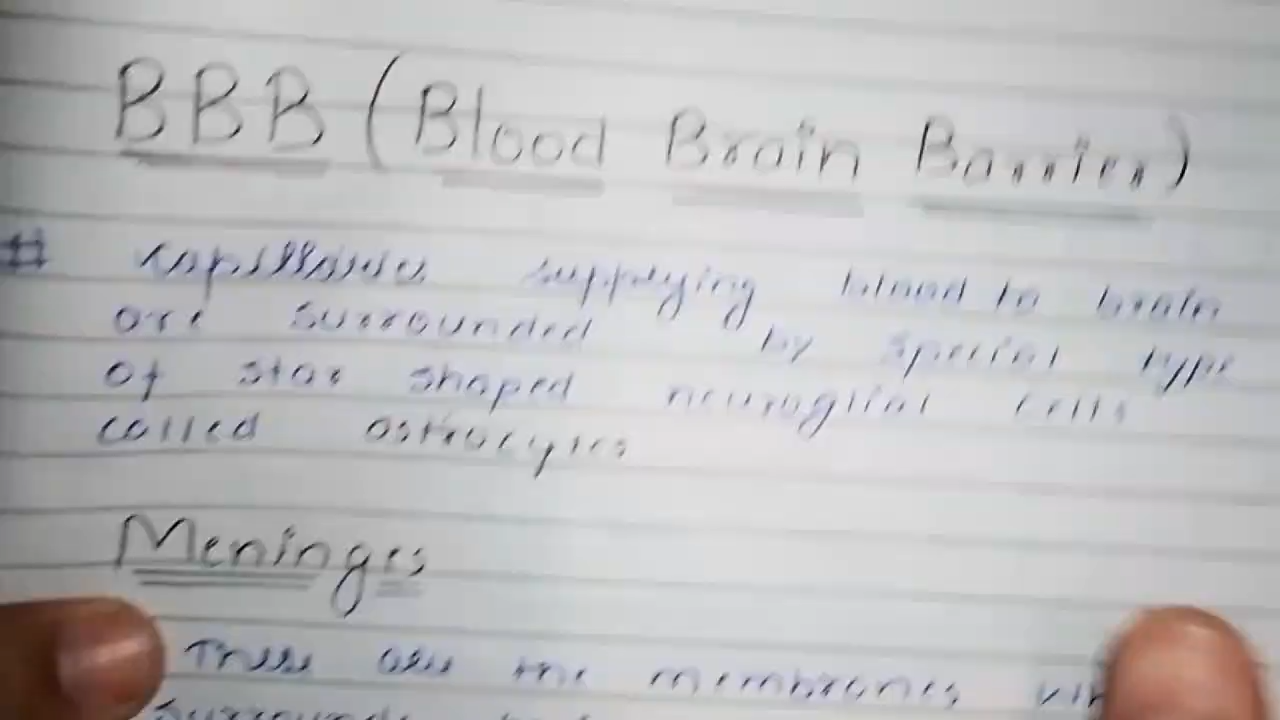 BBB (Blood Brain Barrier)
# capillaries supplying blood to brain
are surrounded by special type
of star shaped neuroglial cells
called astrocytes
Meninges
These are the membranes
surrounds